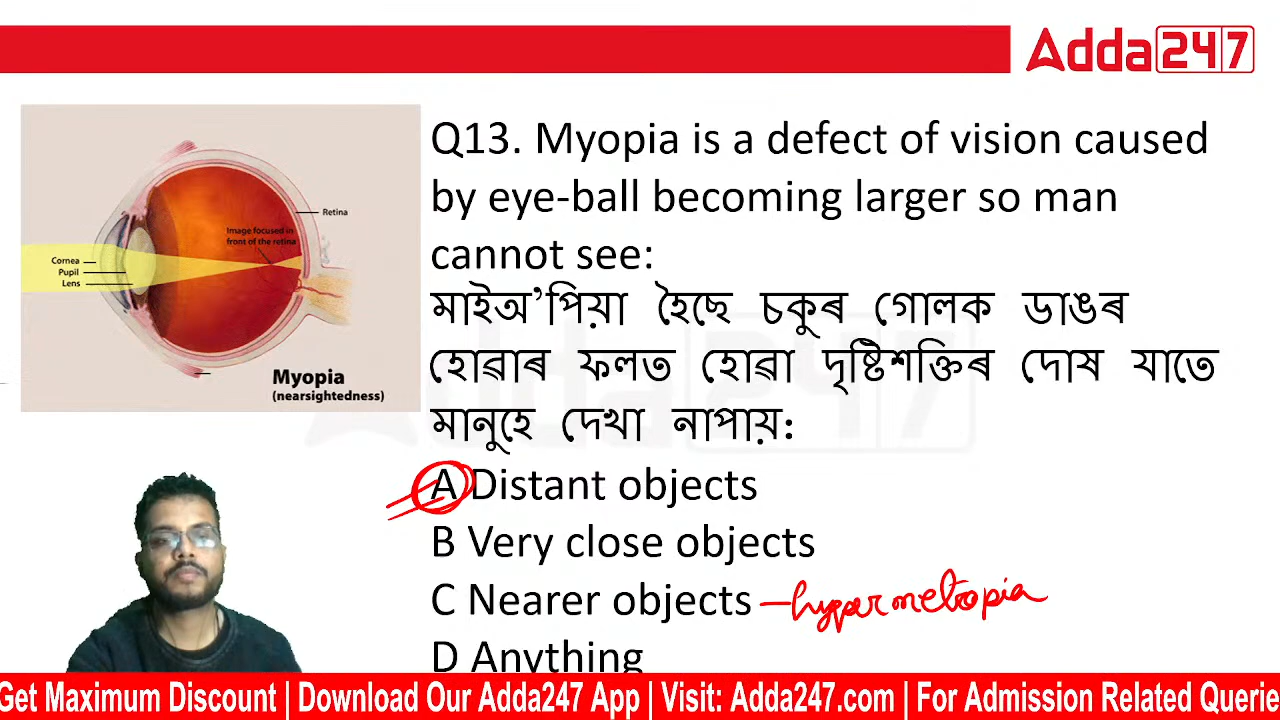 Adda247
Q13. Myopia is a defect of vision caused
by eye-ball becoming larger so man
cannot see:
মাইঅ'পিয়া হৈছে চকুৰ গোলক ডাঙৰ
হোৱাৰ ফলত হোৱা দৃষ্টিশক্তিৰ দোষ যাতে
মানুহে দেখা নাপায়ঃ
A Distant objects
B Very close objects
C Nearer objects – hypermetropia
D Anything
Retina
Image focused in
front of the retina
Cornea
Pupil
Lens
Myopia
(nearsightedness)
Get Maximum Discount | Download Our Adda247 App | Visit: Adda247.com | For Admission Related Querie